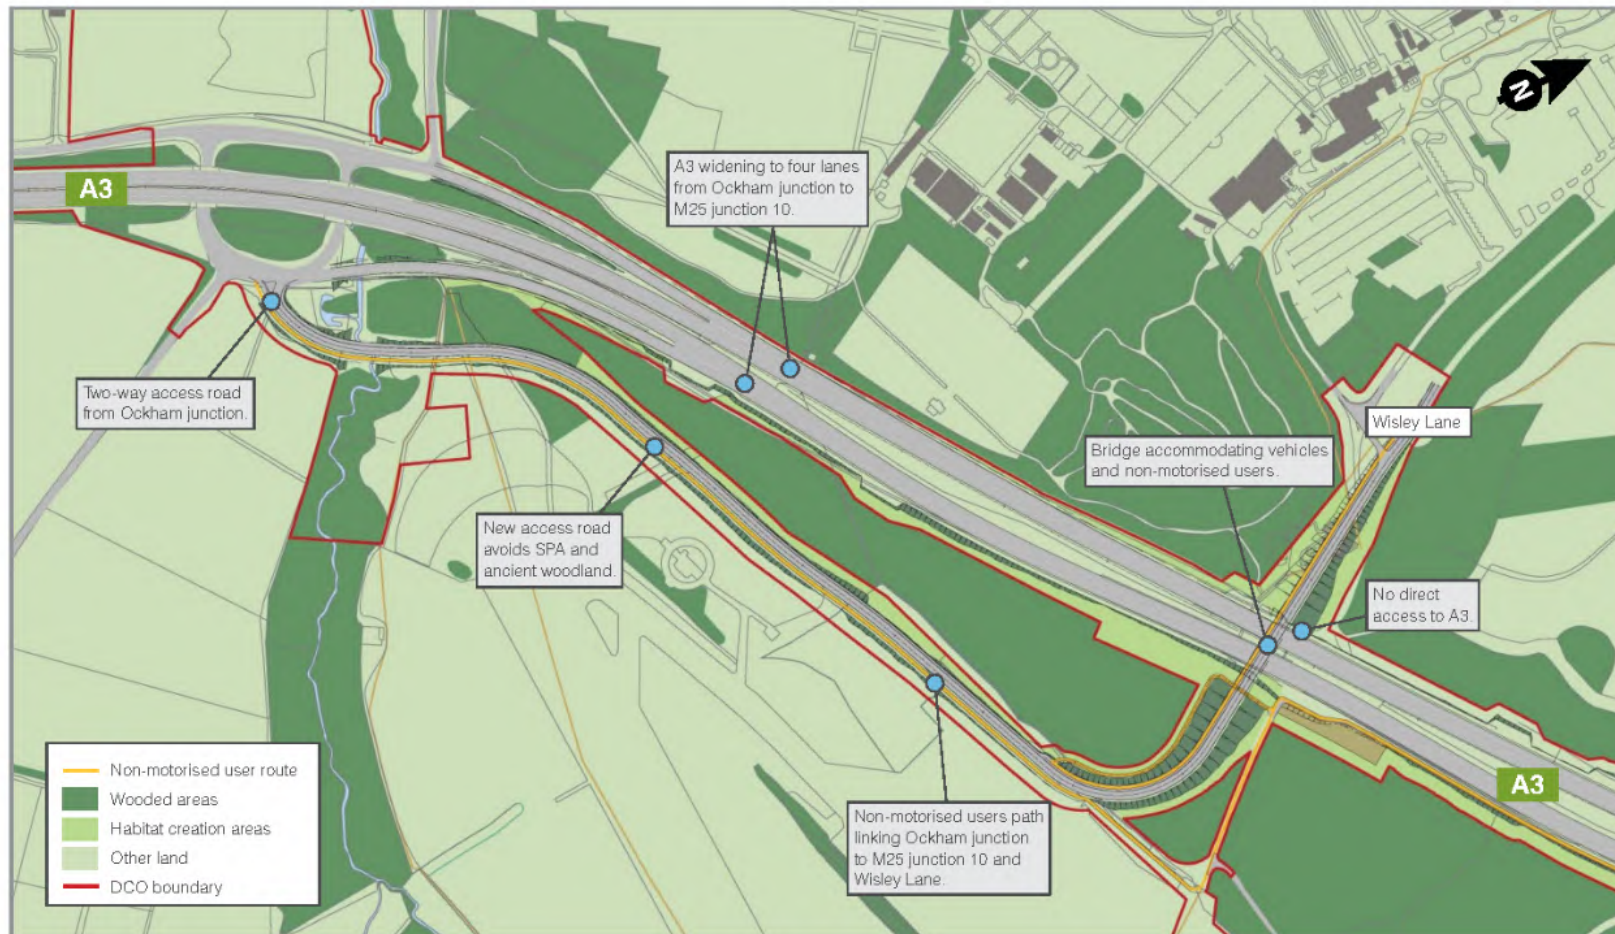 N
A3
A3 widening to four lanes
from Ockham junction to
M25 junction 10.
Two-way access road
from Ockham junction.
Wisley Lane
Bridge accommodating vehicles
and non-motorised users.
New access road
avoids SPA and
ancient woodland.
No direct
access to A3.
Non-motorised user route
Wooded areas
Habitat creation areas
Other land
DCO boundary
Non-motorised users path
linking Ockham junction
to M25 junction 10 and
Wisley Lane.
A3